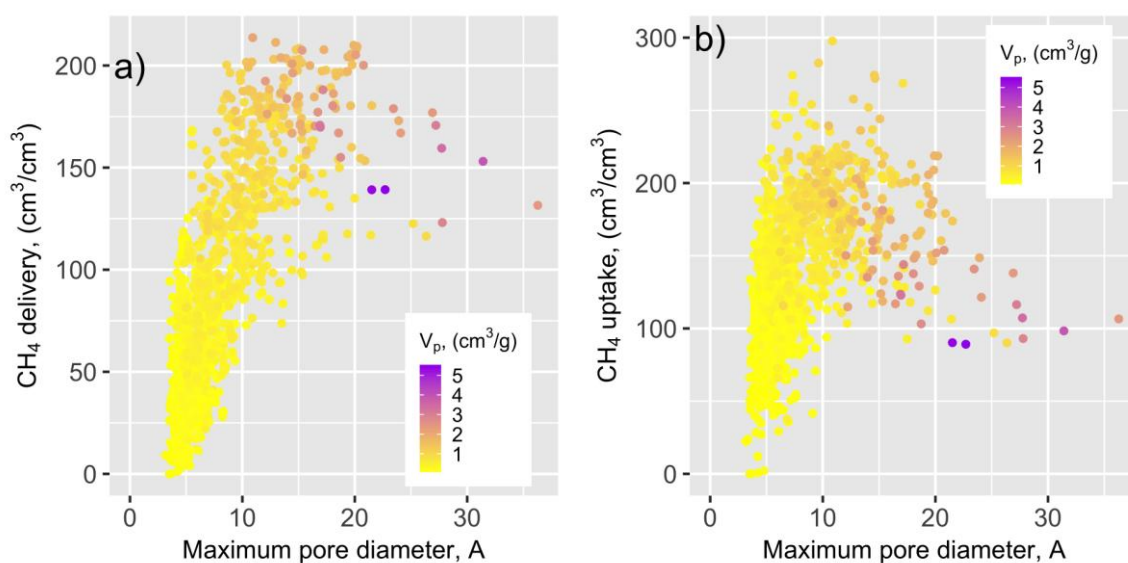 a)
CH₄ delivery, (cm³/cm³)
200
150
100
50
0
Vₚ, (cm³/g)
5
4
3
2
1
0 10 20 30
Maximum pore diameter, A
b)
CH₄ uptake, (cm³/cm³)
300
200
100
0
Vₚ, (cm³/g)
5
4
3
2
1
0 10 20 30
Maximum pore diameter, A